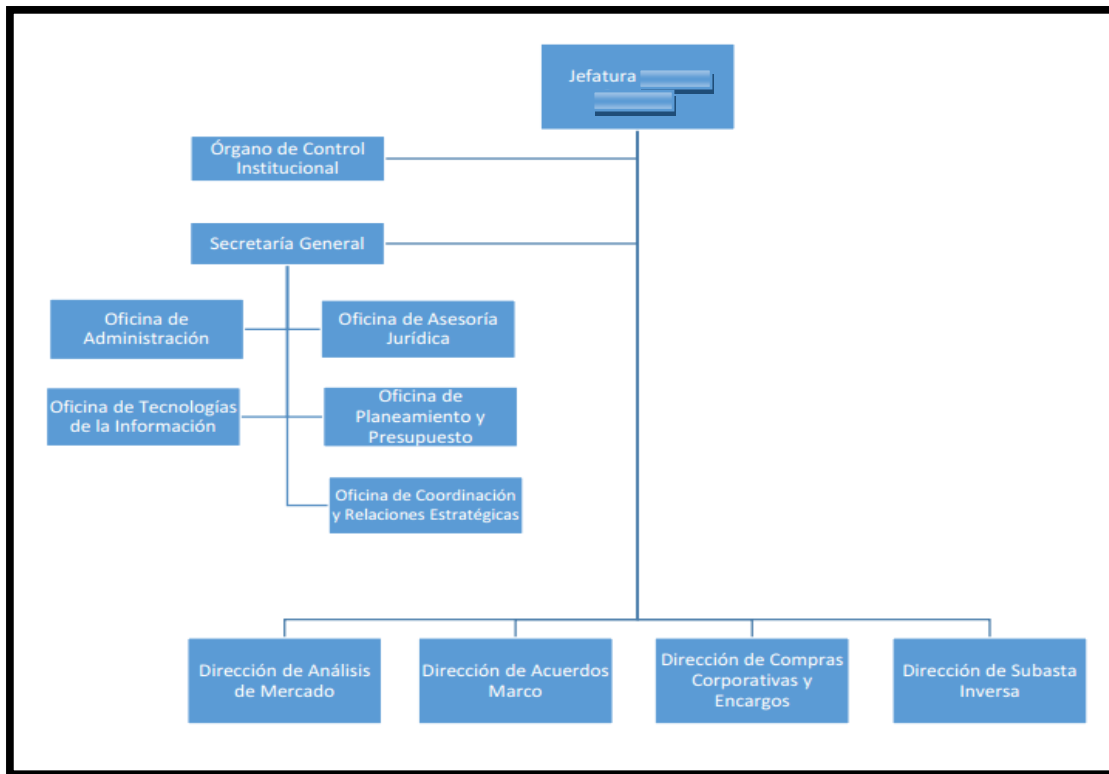 Jefatura
Órgano de Control
Institucional
Secretaría General
Oficina de
Administración
Oficina de Asesoría
Jurídica
Oficina de Tecnologías
de la Información
Oficina de
Planeamiento y
Presupuesto
Oficina de Coordinación
y Relaciones Estratégicas
Dirección de Análisis
de Mercado
Dirección de Acuerdos
Marco
Dirección de Compras
Corporativas y
Encargos
Dirección de Subasta
Inversa